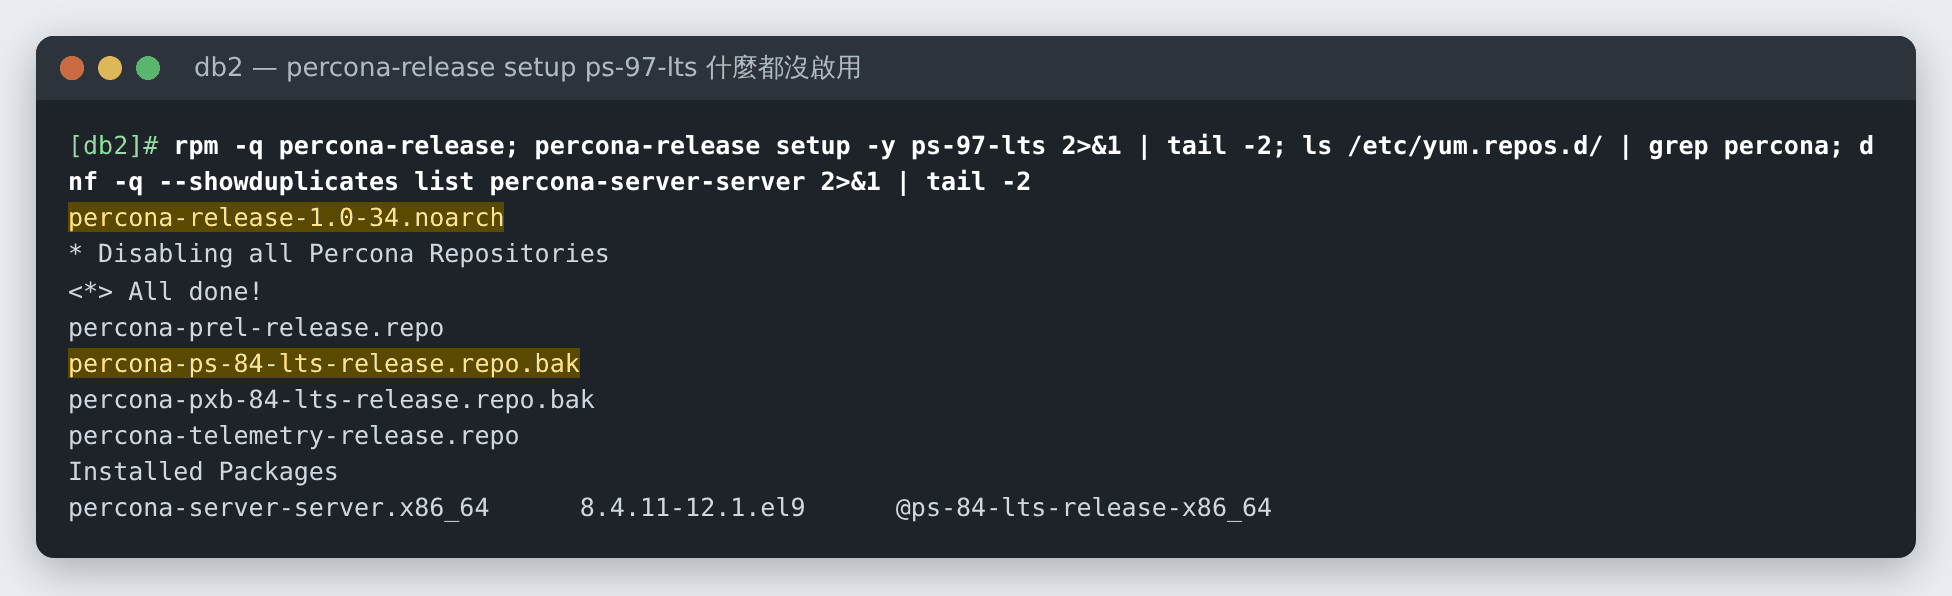 db2 — percona-release setup ps-97-lts 什麼都沒啟用
[db2]# rpm -q percona-release; percona-release setup -y ps-97-lts 2>&1 | tail -2; ls /etc/yum.repos.d/ | grep percona; d
nf -q --showduplicates list percona-server-server 2>&1 | tail -2
percona-release-1.0-34.noarch
* Disabling all Percona Repositories
<*> All done!
percona-prel-release.repo
percona-ps-84-lts-release.repo.bak
percona-pxb-84-lts-release.repo.bak
percona-telemetry-release.repo
Installed Packages
percona-server-server.x86_64      8.4.11-12.1.el9      @ps-84-lts-release-x86_64